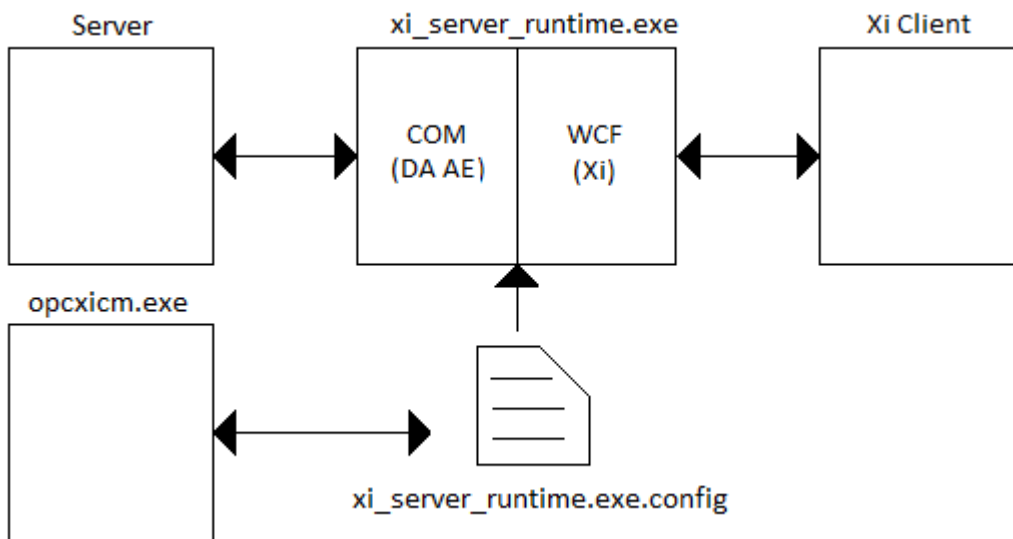 Server
xi_server_runtime.exe
Xi Client
COM
(DA AE)
WCF
(Xi)
opcxicm.exe
xi_server_runtime.exe.config